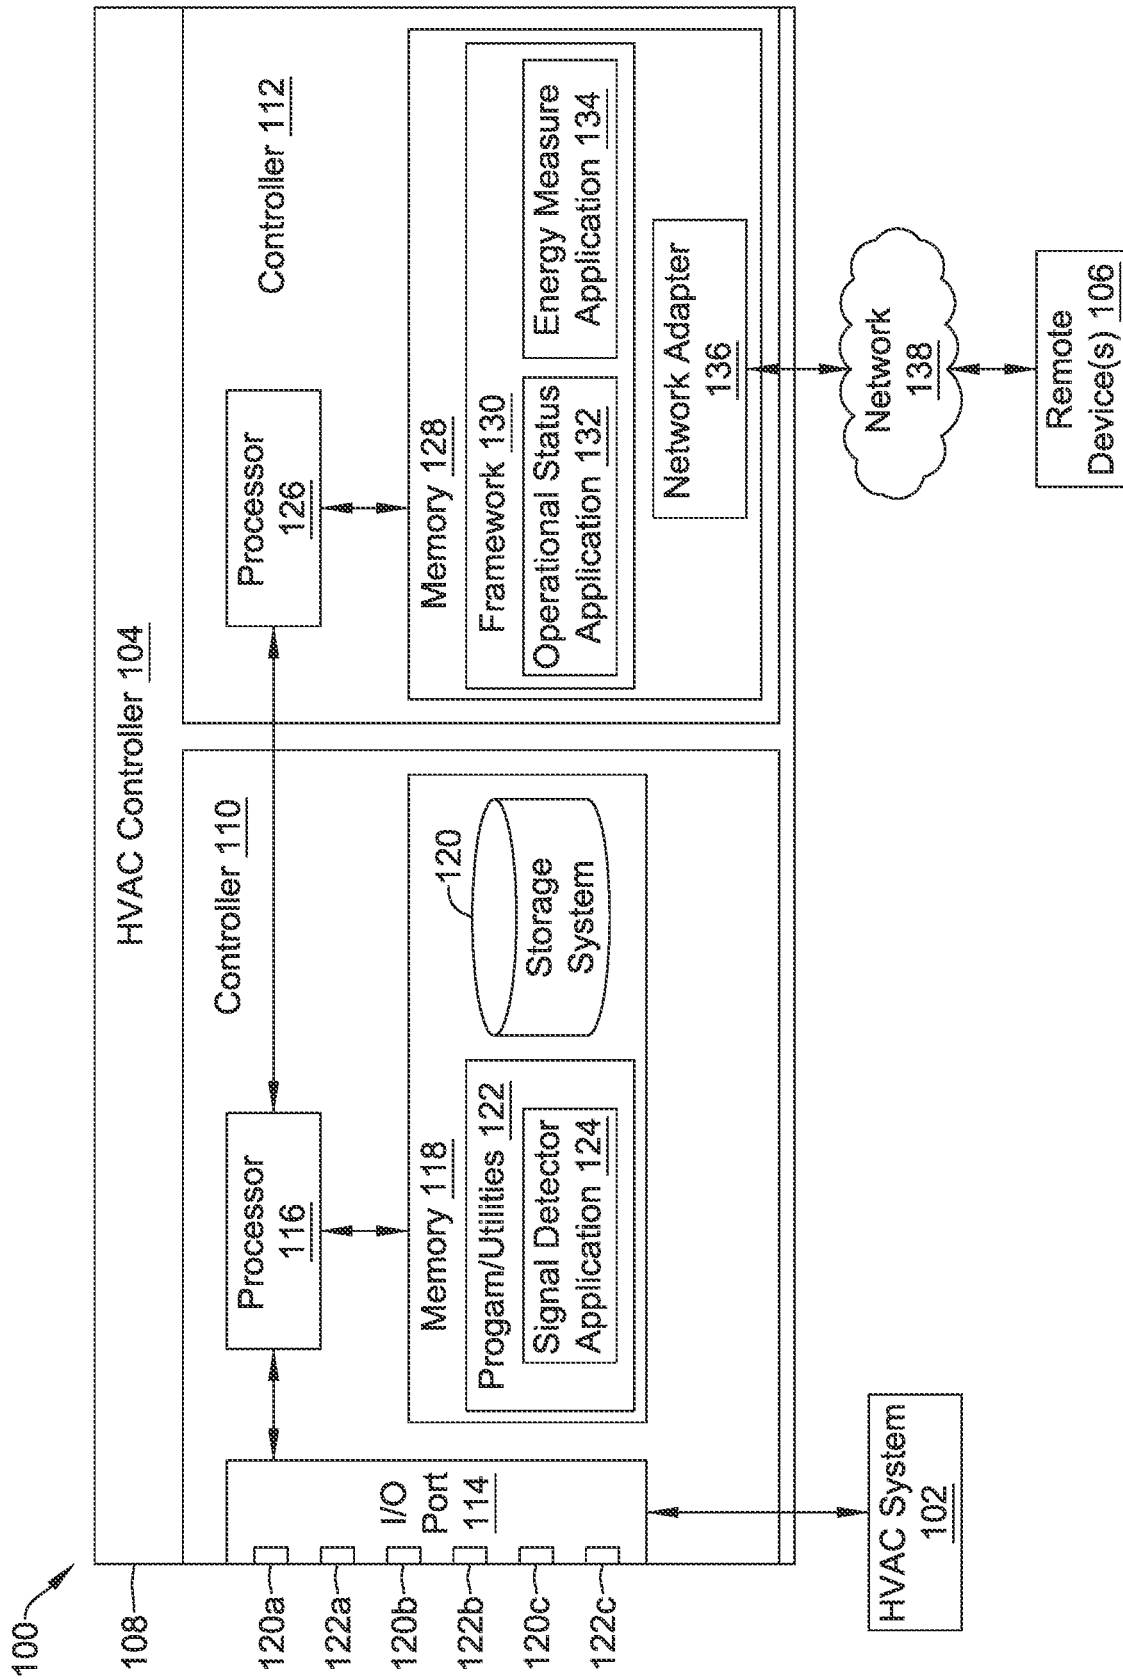 100
108
HVAC Controller 104
Controller 110
Controller 112
120a
122a
120b
122b
120c
122c
I/O
Port
114
Processor
116
Processor
126
Memory 118
Progam/Utilities 122
Signal Detector
Application 124
120
Storage
System
Memory 128
Framework 130
Operational Status
Application 132
Energy Measure
Application 134
Network Adapter
136
HVAC System
102
Network
138
Remote
Device(s) 106